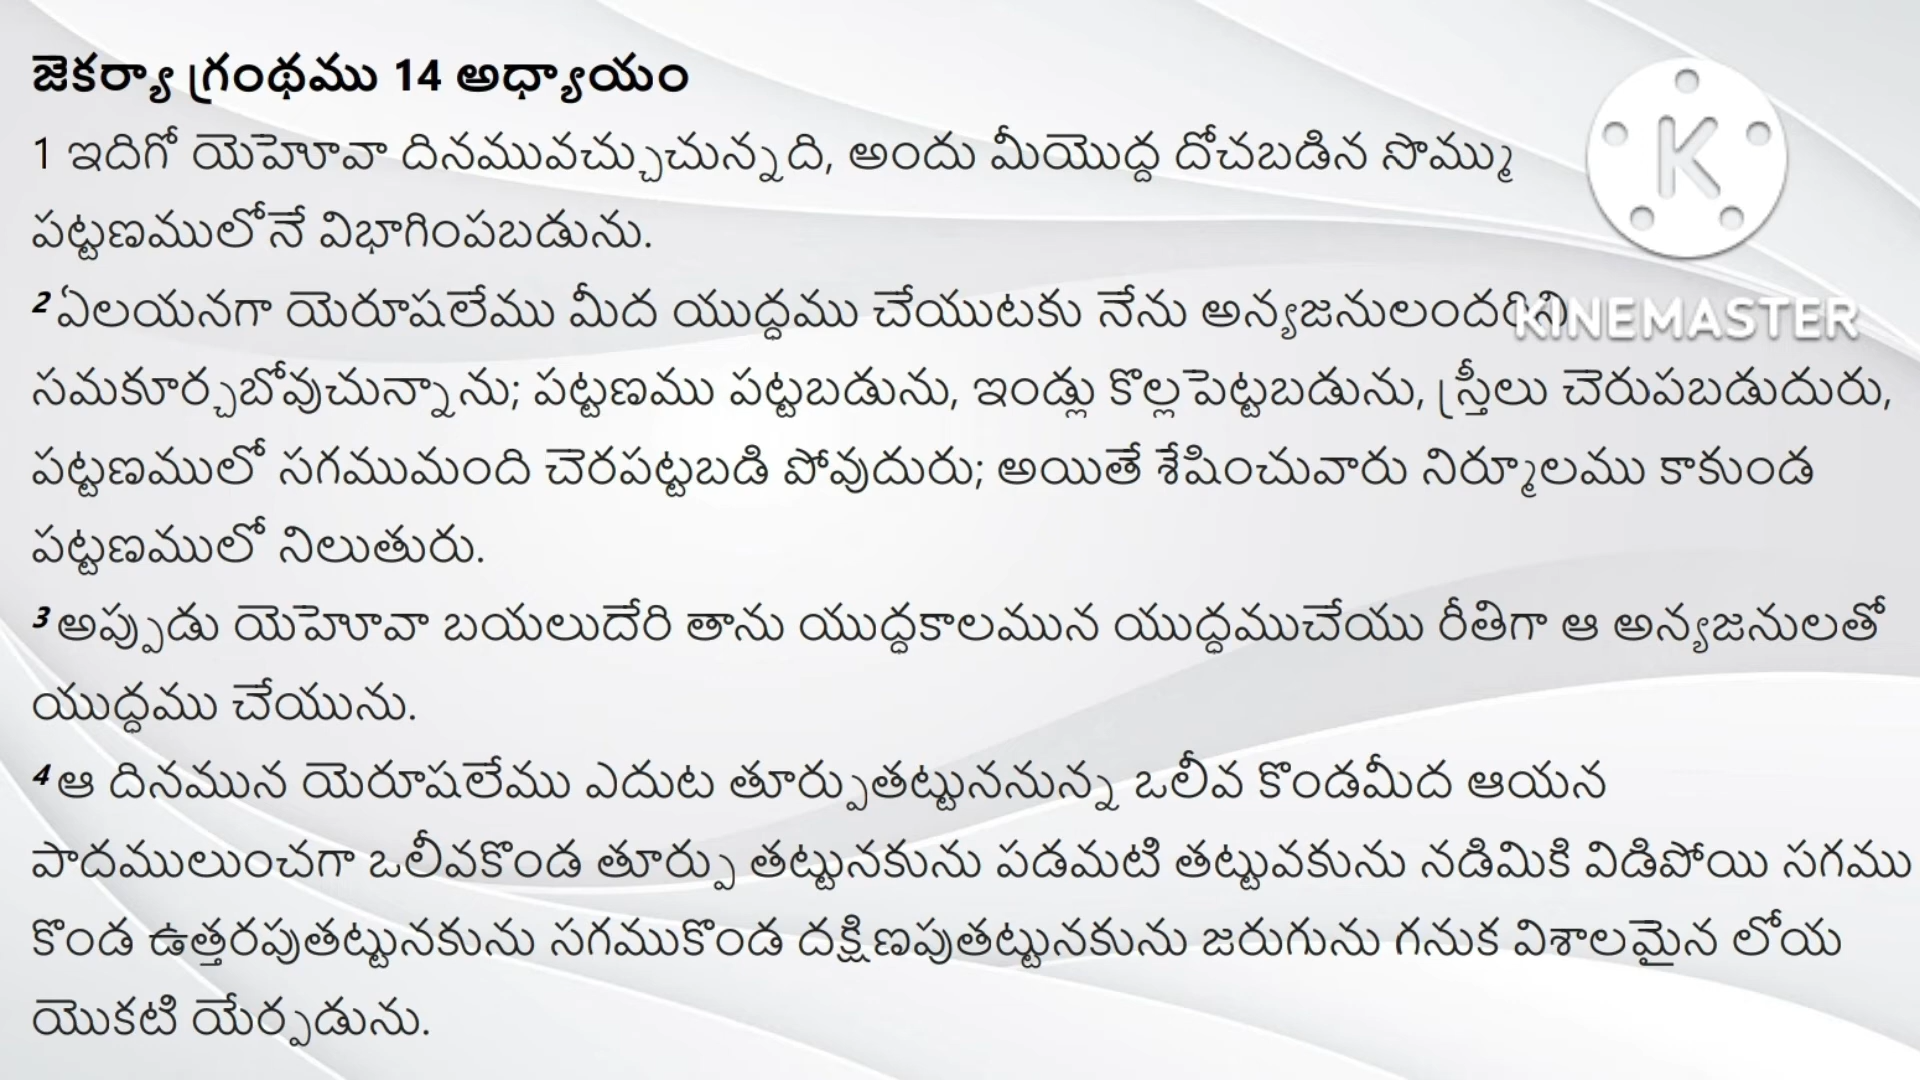 జెకర్యా గ్రంథము 14 అధ్యాయం
1 ఇదిగో యెహోవా దినమువచ్చుచున్నది, అందు మీయొద్ద దోచబడిన సొమ్ము
పట్టణములోనే విభాగింపబడును.
2 ఏలయనగా యెరూషలేము మీద యుద్ధము చేయుటకు నేను అన్యజనులందరిని
సమకూర్చబోవుచున్నాను; పట్టణము పట్టబడును, ఇండ్లు కొల్లపెట్టబడును, స్త్రీలు చెరుపబడుదురు,
పట్టణములో సగముమంది చెరపట్టబడి పోవుదురు; అయితే శేషించువారు నిర్మూలము కాకుండ
పట్టణములో నిలుతురు.
3 అప్పుడు యెహోవా బయలుదేరి తాను యుద్ధకాలమున యుద్ధముచేయు రీతిగా ఆ అన్యజనులతో
యుద్ధము చేయును.
4 ఆ దినమున యెరూషలేము ఎదుట తూర్పుతట్టుననున్న ఒలీవ కొండమీద ఆయన
పాదములుంచగా ఒలీవకొండ తూర్పు తట్టునకును పడమటి తట్టువకును నడిమికి విడిపోయి సగము
కొండ ఉత్తరపుతట్టునకును సగముకొండ దక్షిణపుతట్టునకును జరుగును గనుక విశాలమైన లోయ
యొకటి యేర్పడును.
K
KINEMASTER